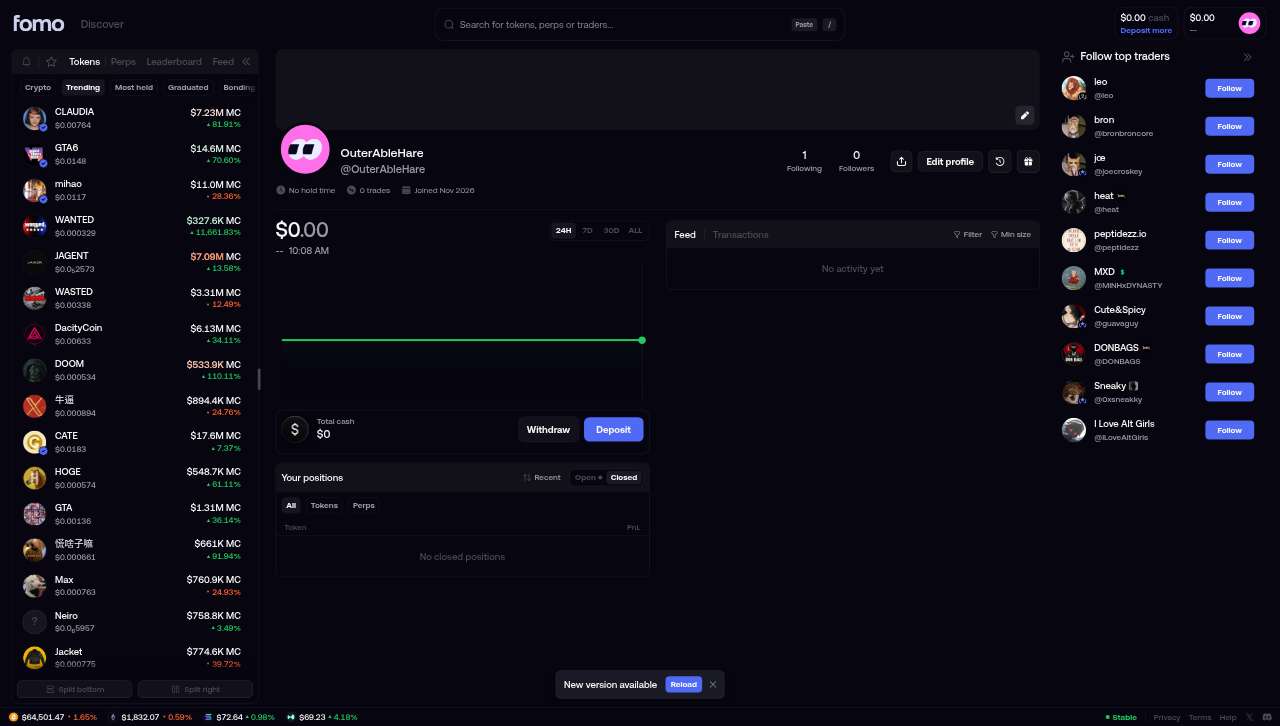 fomo
Discover
Search for tokens, perps or traders...
Paste
/
$0.00 cash
Deposit more
$0.00
--
Tokens Perps Leaderboard Feed
Crypto Trending Most held Graduated Bonding
CLAUDIA $7.23M MC
$0.00764 81.91%
GTA6 $14.6M MC
$0.0148 70.60%
mihao $11.0M MC
$0.0117 28.36%
WANTED $327.6K MC
$0.000329 11,661.83%
JAGENT $7.09M MC
$0.0₅2573 13.58%
WASTED $3.31M MC
$0.00338 12.49%
DacityCoin $6.13M MC
$0.00633 34.11%
DOOM $533.9K MC
$0.000534 110.11%
牛逼 $894.4K MC
$0.000894 24.76%
CATE $17.6M MC
$0.0183 7.37%
HOGE $548.7K MC
$0.000574 61.11%
GTA $1.31M MC
$0.00136 36.14%
慌啥子嘛 $661K MC
$0.000661 91.94%
Max $760.9K MC
$0.000763 24.93%
? Neiro $758.8K MC
$0.0₅5957 3.49%
Jacket $774.6K MC
$0.000775 39.72%
Split bottom Split right
OuterAbleHare
@OuterAbleHare
1 Following
0 Followers
Edit profile
No hold time 0 trades Joined Nov 2026
$0.00
24H 7D 30D ALL
-- 10:08 AM
$ Total cash
$0
Withdraw Deposit
Your positions
Recent Open Closed
All Tokens Perps
Token PnL
No closed positions
Feed Transactions
Filter Min size
No activity yet
Follow top traders
leo
@leo
Follow
bron
@bronbroncore
Follow
jœ
@joecroskey
Follow
heat
@heat
Follow
peptidezz.io
@peptidezz
Follow
MXD
@MINHxDYNASTY
Follow
Cute&Spicy
@guavaguy
Follow
DONBAGS
@DONBAGS
Follow
Sneaky
@0xsneakky
Follow
I Love Alt Girls
@ILoveAltGirls
Follow
New version available Reload
$64,501.47 1.65% $1,832.07 0.59% $72.64 0.98% $69.23 4.18%
Stable Privacy Terms Help